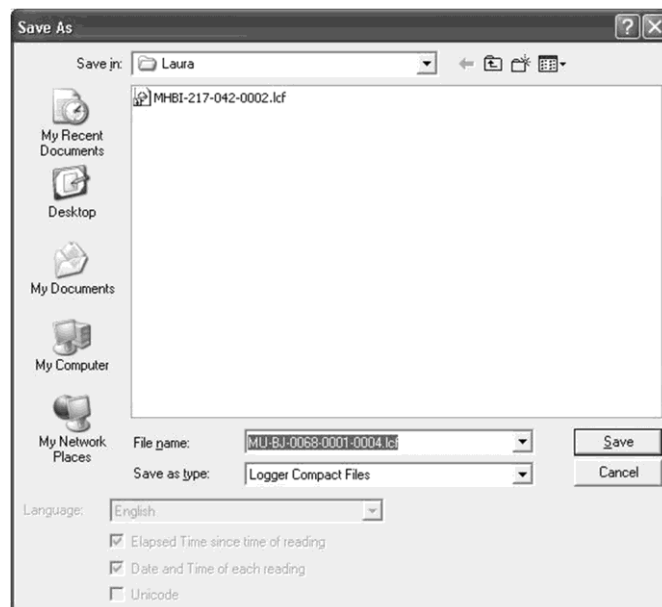 Save As
Save in: Laura
MHBI-217-042-0002.lcf
My Recent
Documents
Desktop
My Documents
My Computer
My Network
Places
File name: MU-BJ-0068-0001-0004.lcf Save
Save as type: Logger Compact Files Cancel
Language: English
Elapsed Time since time of reading
Date and Time of each reading
Unicode